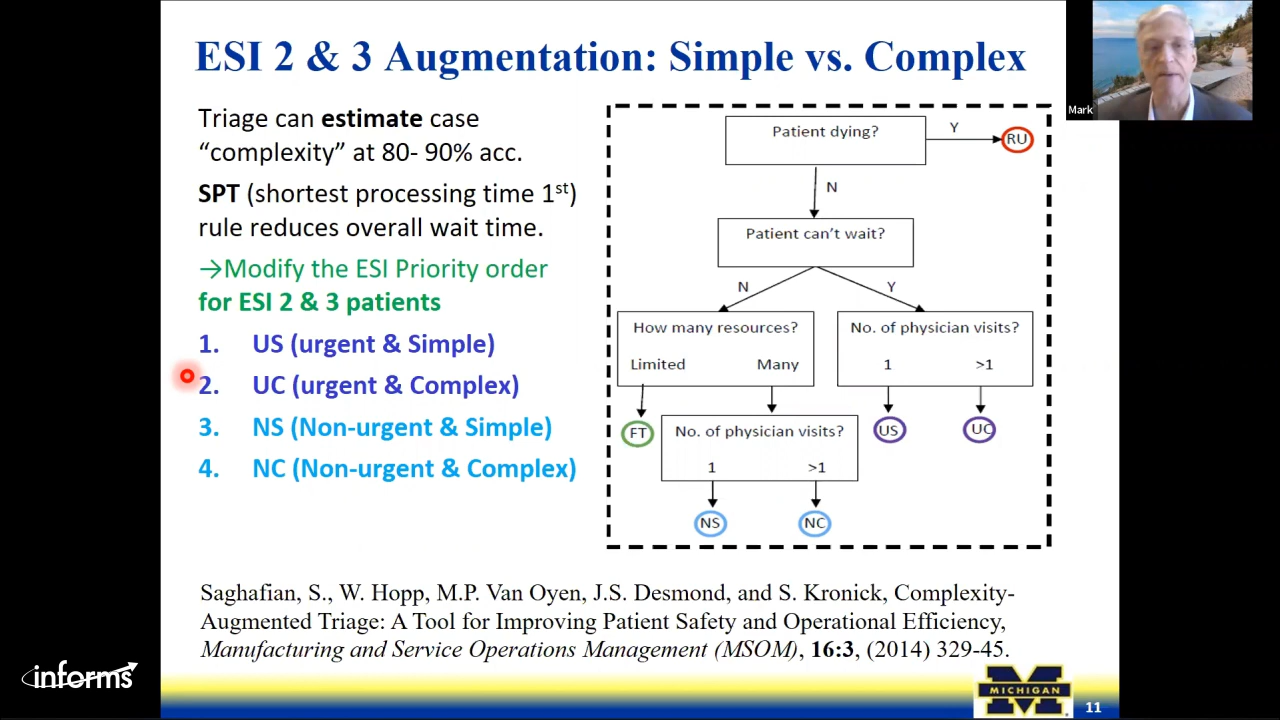 ESI 2 & 3 Augmentation: Simple vs. Complex
Mark
Triage can estimate case
“complexity” at 80- 90% acc.
SPT (shortest processing time 1st)
rule reduces overall wait time.
→Modify the ESI Priority order
for ESI 2 & 3 patients
1. US (urgent & Simple)
2. UC (urgent & Complex)
3. NS (Non-urgent & Simple)
4. NC (Non-urgent & Complex)
Patient dying?
Y
RU
N
Patient can’t wait?
N
Y
How many resources?
Limited Many
No. of physician visits?
1 >1
FT
US
UC
No. of physician visits?
1 >1
NS
NC
Saghafian, S., W. Hopp, M.P. Van Oyen, J.S. Desmond, and S. Kronick, Complexity-
Augmented Triage: A Tool for Improving Patient Safety and Operational Efficiency,
Manufacturing and Service Operations Management (MSOM), 16:3, (2014) 329-45.
informs
MICHIGAN
11